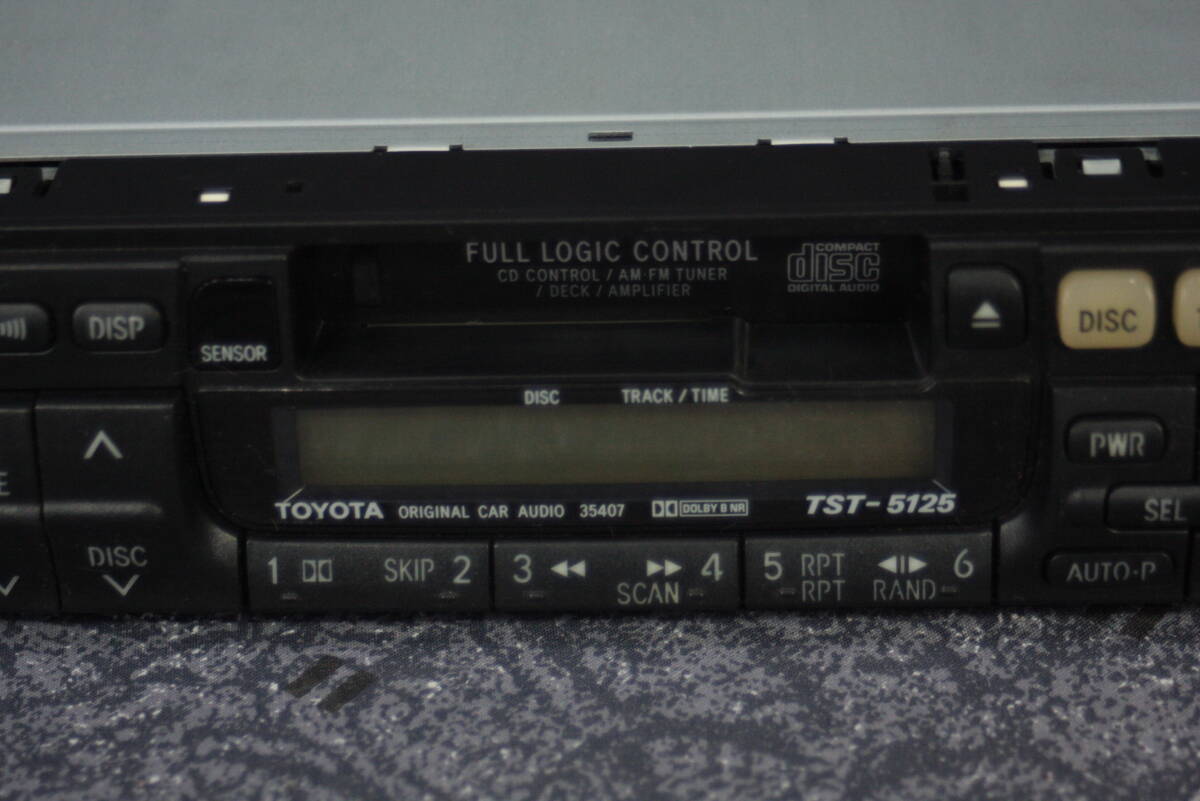 FULL LOGIC CONTROL
CD CONTROL / AM·FM TUNER
/ DECK / AMPLIFIER
COMPACT
disc
DIGITAL AUDIO
DISP
SENSOR
DISC
DISC
TRACK / TIME
PWR
SEL
AUTO·P
TOYOTA
ORIGINAL CAR AUDIO 35407
DOLBY B NR
TST-5125
DISC
1
SKIP 2
3
4
SCAN
5 RPT
6
RPT
RAND